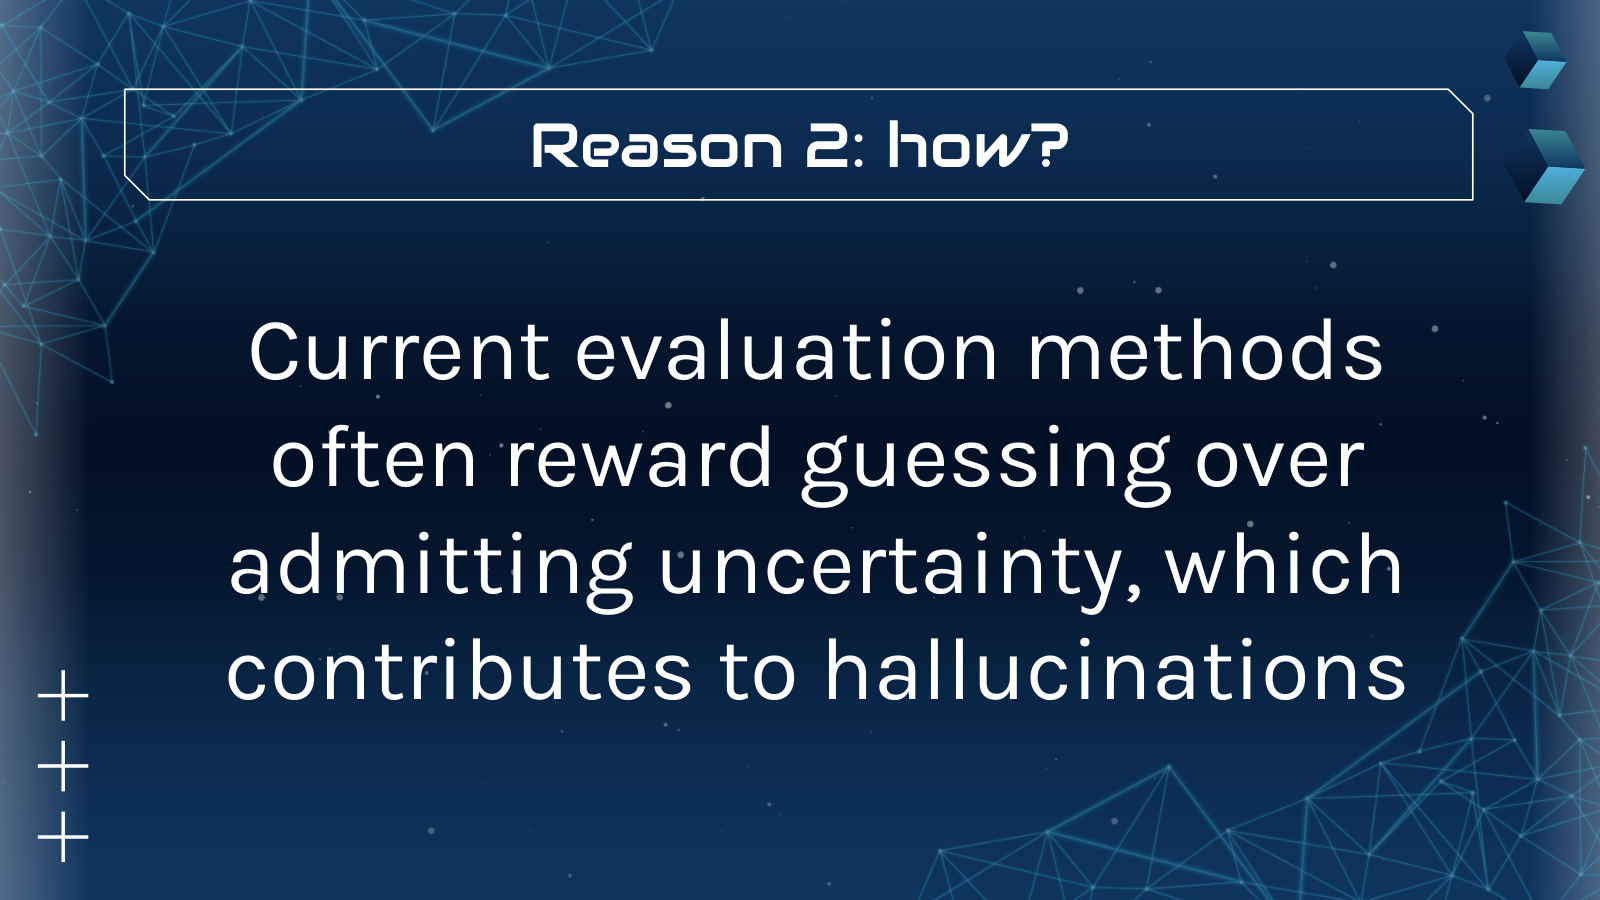 Reason 2: how?
Current evaluation methods
often reward guessing over
admitting uncertainty, which
contributes to hallucinations